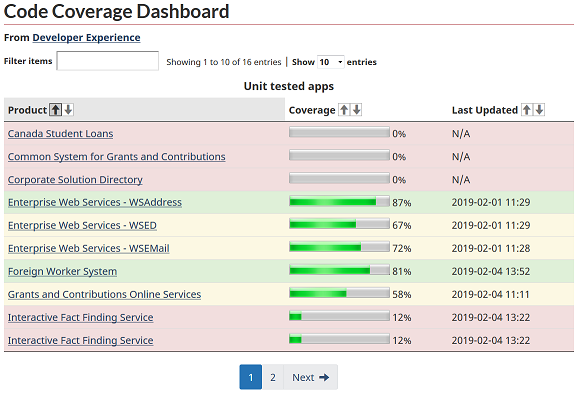 Code Coverage Dashboard
From Developer Experience
Filter items Showing 1 to 10 of 16 entries | Show 10 entries
Unit tested apps
Product Coverage Last Updated
Canada Student Loans 0% N/A
Common System for Grants and Contributions 0% N/A
Corporate Solution Directory 0% N/A
Enterprise Web Services - WSAddress 87% 2019-02-01 11:29
Enterprise Web Services - WSED 67% 2019-02-01 11:29
Enterprise Web Services - WSEMail 72% 2019-02-01 11:28
Foreign Worker System 81% 2019-02-04 13:52
Grants and Contributions Online Services 58% 2019-02-04 11:11
Interactive Fact Finding Service 12% 2019-02-04 13:22
Interactive Fact Finding Service 12% 2019-02-04 13:22
1 2 Next